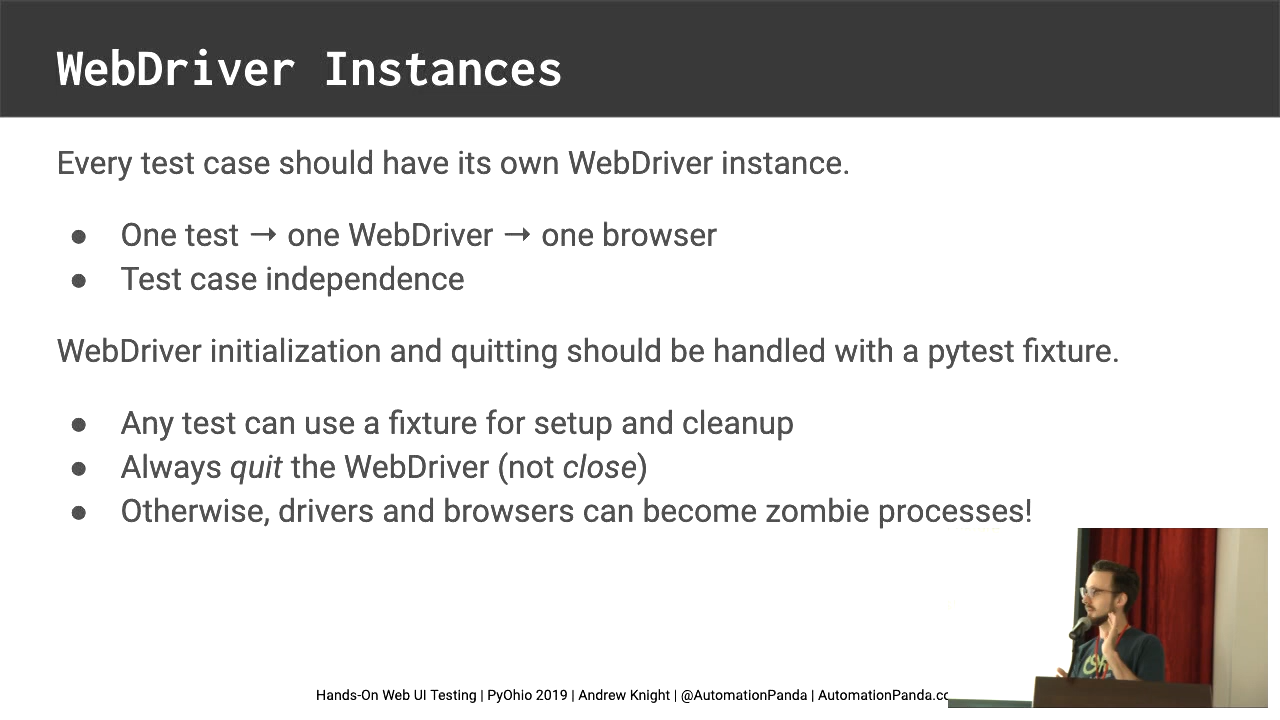 WebDriver Instances
Every test case should have its own WebDriver instance.
● One test → one WebDriver → one browser
● Test case independence
WebDriver initialization and quitting should be handled with a pytest fixture.
● Any test can use a fixture for setup and cleanup
● Always quit the WebDriver (not close)
● Otherwise, drivers and browsers can become zombie processes!
Hands-On Web UI Testing | PyOhio 2019 | Andrew Knight | @AutomationPanda | AutomationPanda.co